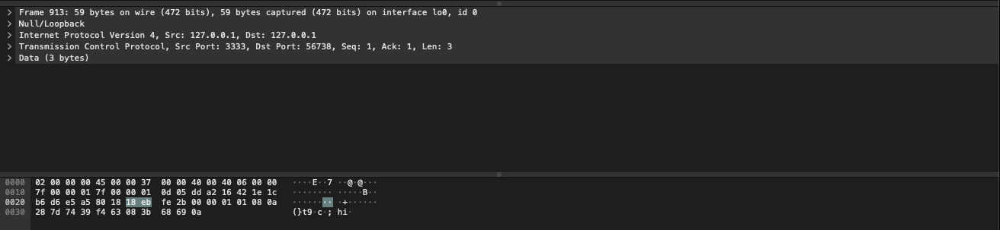 Frame 913: 59 bytes on wire (472 bits), 59 bytes captured (472 bits) on interface lo0, id 0
Null/Loopback
Internet Protocol Version 4, Src: 127.0.0.1, Dst: 127.0.0.1
Transmission Control Protocol, Src Port: 3333, Dst Port: 56738, Seq: 1, Ack: 1, Len: 3
Data (3 bytes)
0000 02 00 00 00 45 00 00 37 00 00 40 00 40 06 00 00 ····E··7 ··@·@···
0010 7f 00 00 01 7f 00 00 01 0d 05 dd a2 16 42 1e 1c ········ ·····B··
0020 b6 d6 e5 a5 80 18 18 eb fe 2b 00 00 01 01 08 0a ········ ·+······
0030 28 7d 74 39 f4 63 08 3b 68 69 0a (}t9·c·; hi·